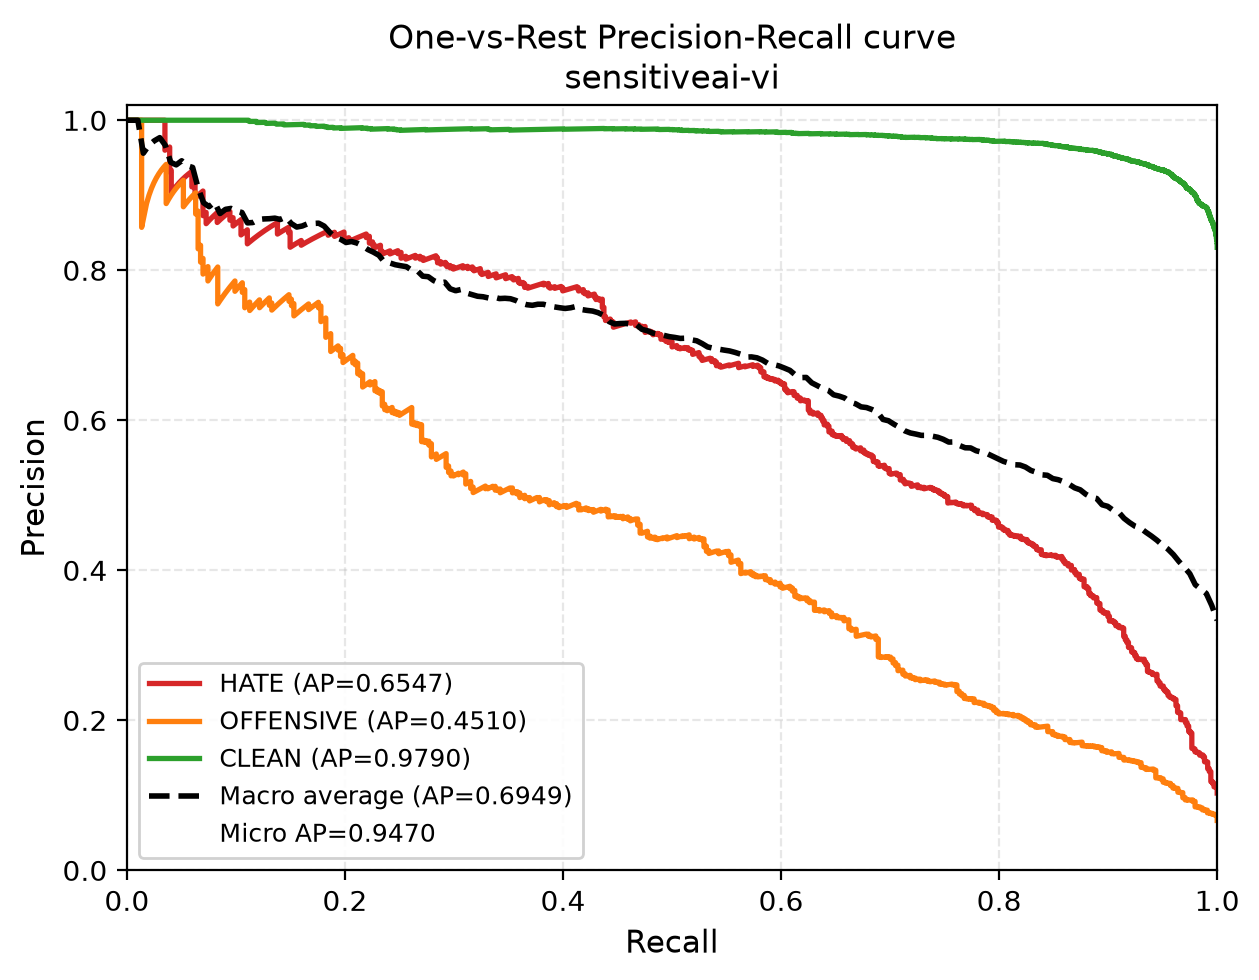 One-vs-Rest Precision-Recall curve
sensitiveai-vi
1.0
0.8
0.6
0.4
0.2
0.0
Precision
HATE (AP=0.6547)
OFFENSIVE (AP=0.4510)
CLEAN (AP=0.9790)
Macro average (AP=0.6949)
Micro AP=0.9470
0.0 0.2 0.4 0.6 0.8 1.0
Recall